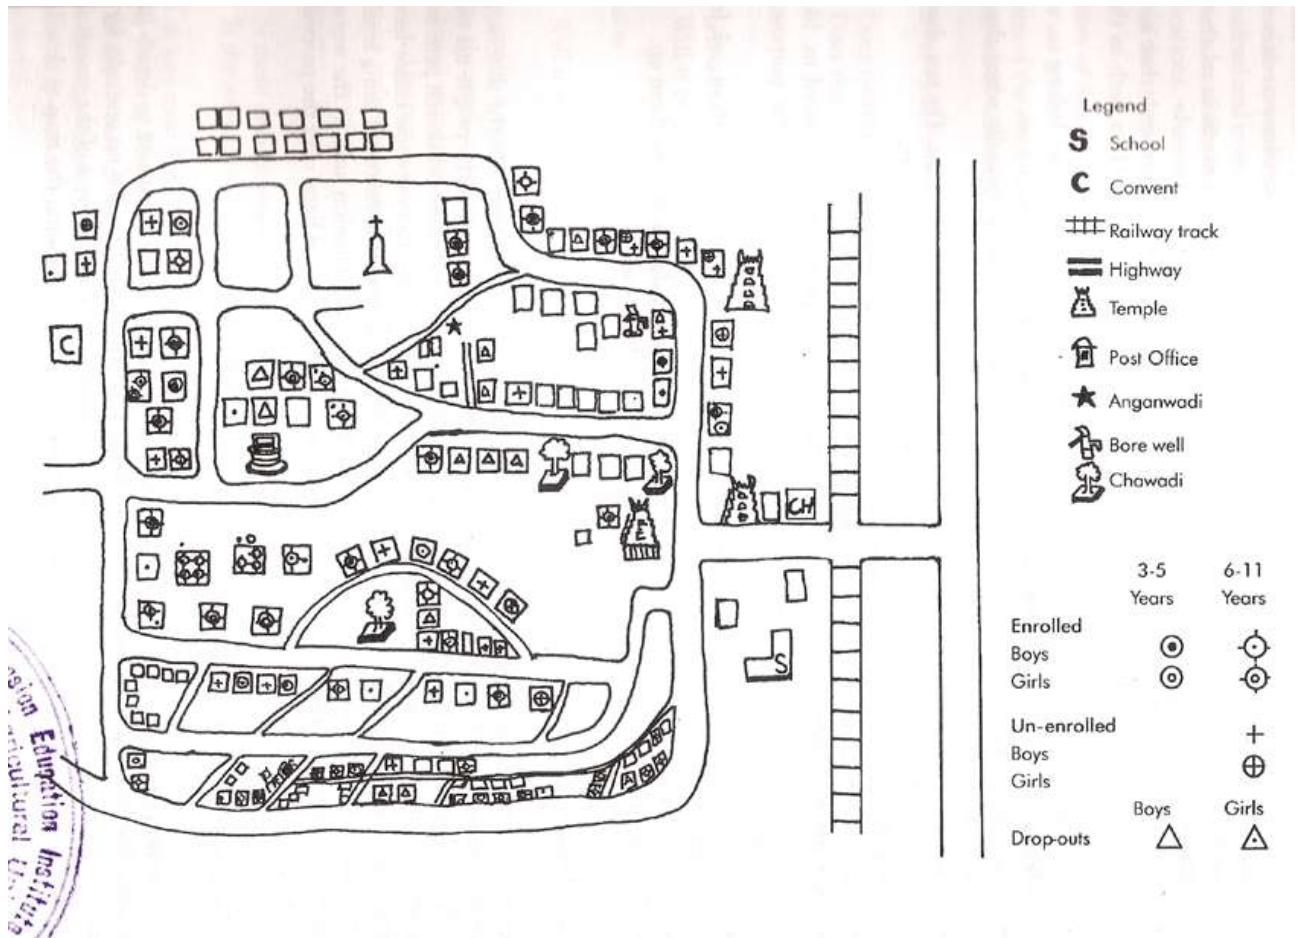 Legend
S School
C Convent
Railway track
Highway
Temple
Post Office
Anganwadi
Bore well
Chawadi
C
CH
S
3-5 6-11
Years Years
Enrolled
Boys
Girls
Un-enrolled
Boys
Girls
Boys Girls
Drop-outs
Education Institute